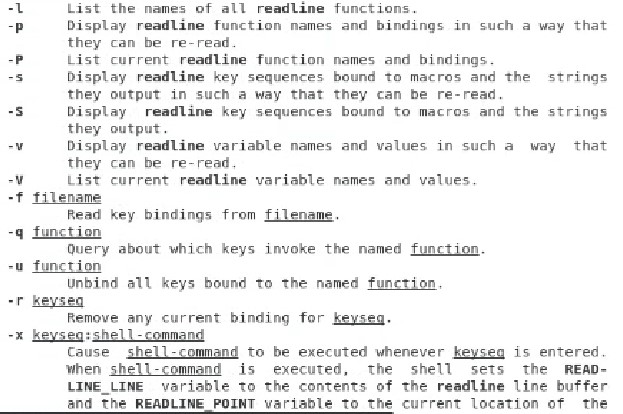 -l List the names of all readline functions.
-p Display readline function names and bindings in such a way that
they can be re-read.
-P List current readline function names and bindings.
-s Display readline key sequences bound to macros and the strings
they output in such a way that they can be re-read.
-S Display readline key sequences bound to macros and the strings
they output.
-v Display readline variable names and values in such a way that
they can be re-read.
-V List current readline variable names and values.
-f filename
Read key bindings from filename.
-q function
Query about which keys invoke the named function.
-u function
Unbind all keys bound to the named function.
-r keyseq
Remove any current binding for keyseq.
-x keyseq:shell-command
Cause shell-command to be executed whenever keyseq is entered.
When shell-command is executed, the shell sets the READ-
LINE_LINE variable to the contents of the readline line buffer
and the READLINE_POINT variable to the current location of the